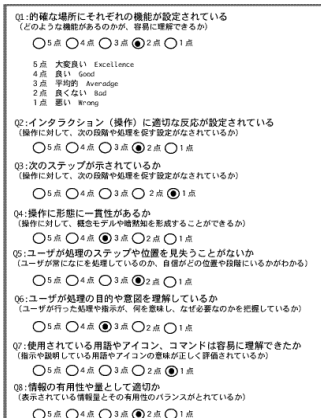 Q1:的確な場所にそれぞれの機能が設定されている
(どのような機能があるのかが、容易に理解できるか)
5点 4点 3点 2点 1点
5点 大変良い Excellence
4点 良い Good
3点 平均的 Averadge
2点 良くない Bad
1点 悪い Wrong
Q2:インタラクション(操作)に適切な反応が設定されている
(操作に対して、次の段階や処理を促す設定がなされているか)
5点 4点 3点 2点 1点
Q3:次のステップが示されているか
(操作に対して、次の段階や処理を促す設定がなされているか)
5点 4点 3点 2点 1点
Q4:操作に形態に一貫性があるか
(操作に対して、概念モデルや暗黙知を形成することができるか)
5点 4点 3点 2点 1点
Q5:ユーザが処理のステップや位置を見失うことがないか
(ユーザが常になにを処理しているのか、自信がどの位置や段階にいるかがわかる)
5点 4点 3点 2点 1点
Q6:ユーザが処理の目的や意図を理解しているか
(ユーザが行った処理や指示が、何を意味し、なぜ必要なのかを把握しているか)
5点 4点 3点 2点 1点
Q7:使用されている用語やアイコン、コマンドは容易に理解できたか
(指示や説明している用語やアイコンの意味が正しく評価されているか)
5点 4点 3点 2点 1点
Q8:情報の有用性や量として適切か
(表示されている情報量とその有用性のバランスがとれているか)
5点 4点 3点 2点 1点